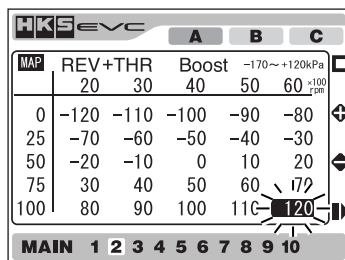 HKS EVC A B C
MAP REV+THR Boost -170~+120kPa
20 30 40 50 60 ×100 rpm
0 -120 -110 -100 -90 -80
25 -70 -60 -50 -40 -30
50 -20 -10 0 10 20
75 30 40 50 60 70
100 80 90 100 110 120
MAIN 1 2 3 4 5 6 7 8 9 10